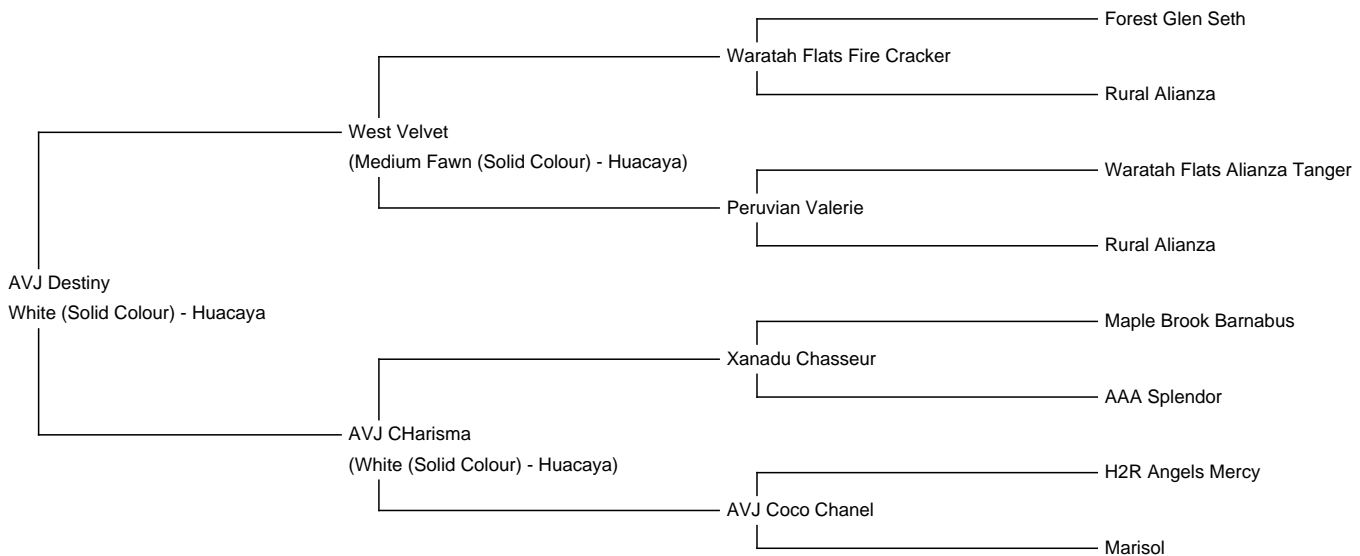 Forest Glen Seth
Waratah Flats Fire Cracker
Rural Alianza
West Velvet
(Medium Fawn (Solid Colour) - Huacaya)
Waratah Flats Alianza Tanger
Peruvian Valerie
Rural Alianza
AVJ Destiny
White (Solid Colour) - Huacaya
Maple Brook Barnabus
Xanadu Chasseur
AAA Splendor
AVJ CHarisma
(White (Solid Colour) - Huacaya)
H2R Angels Mercy
AVJ Coco Chanel
Marisol